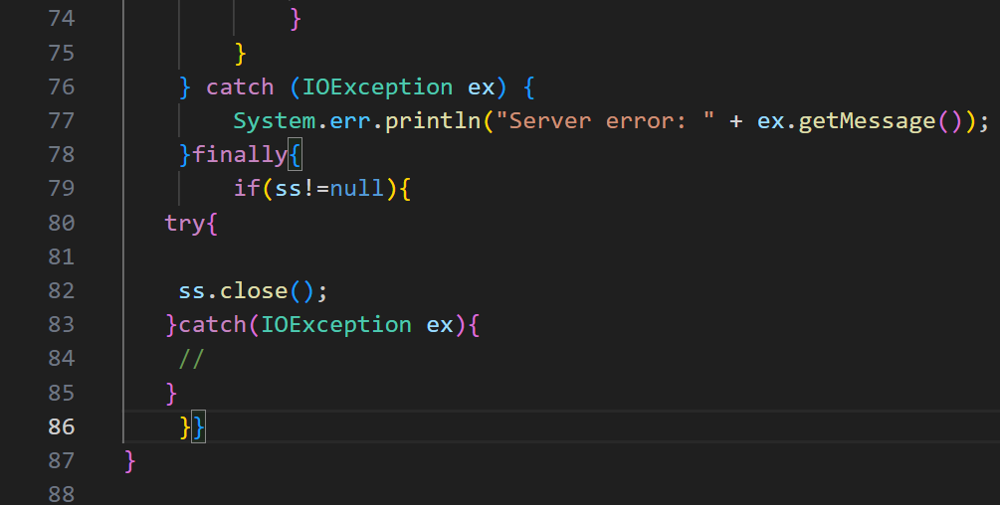 74 }
75 }
76 } catch (IOException ex) {
77 System.err.println("Server error: " + ex.getMessage());
78 }finally{
79 if(ss!=null){
80 try{
81
82 ss.close();
83 }catch(IOException ex){
84 //
85 }
86 }}
87 }
88